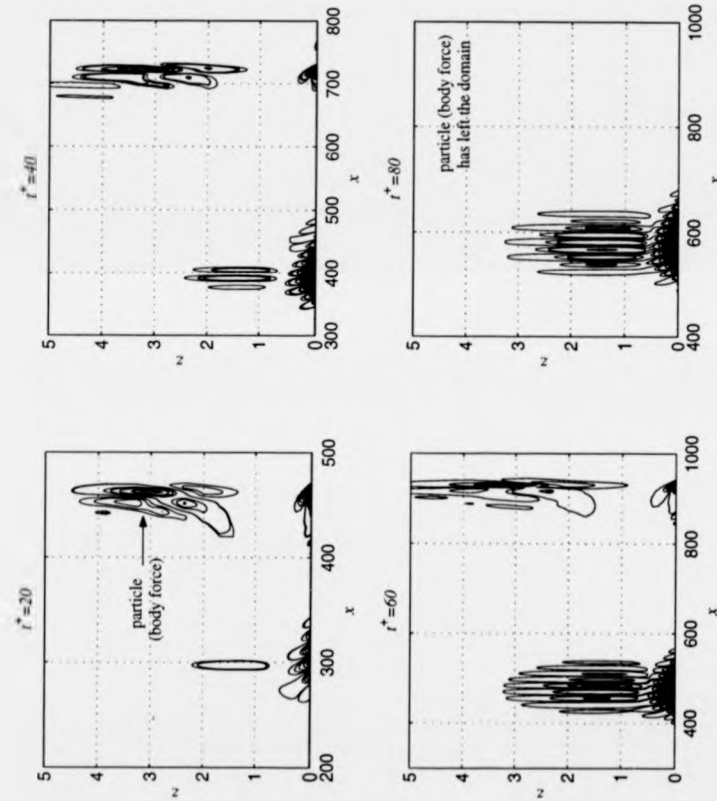 t⁺=20
5
4
3
2
1
0
z
particle
(body force)
200
300
400
500
x
t⁺=40
5
4
3
2
1
0
z
300
400
500
600
700
800
x
t⁺=60
5
4
3
2
1
0
z
400
600
800
1000
x
t⁺=80
5
4
3
2
1
0
z
particle (body force)
has left the domain
400
600
800
1000
x